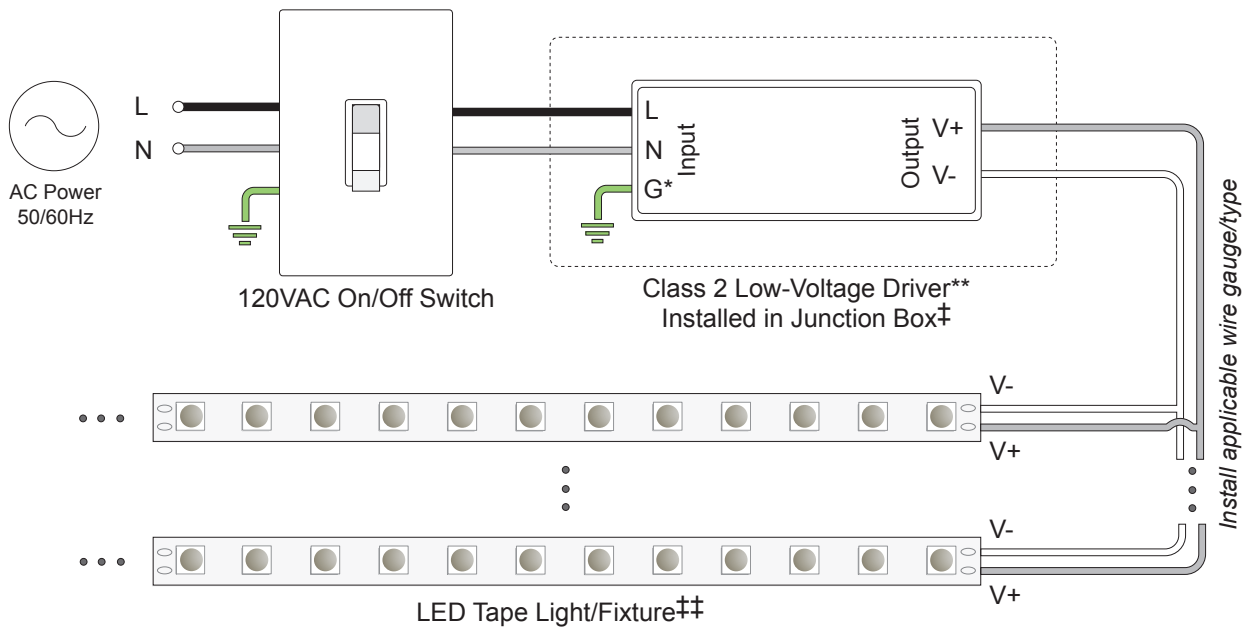 L
N
AC Power
50/60Hz
120VAC On/Off Switch
L
N
G*
Input
Output
V+
V-
Class 2 Low-Voltage Driver**
Installed in Junction Box‡
Install applicable wire gauge/type
V-
V+
V-
V+
LED Tape Light/Fixture‡‡